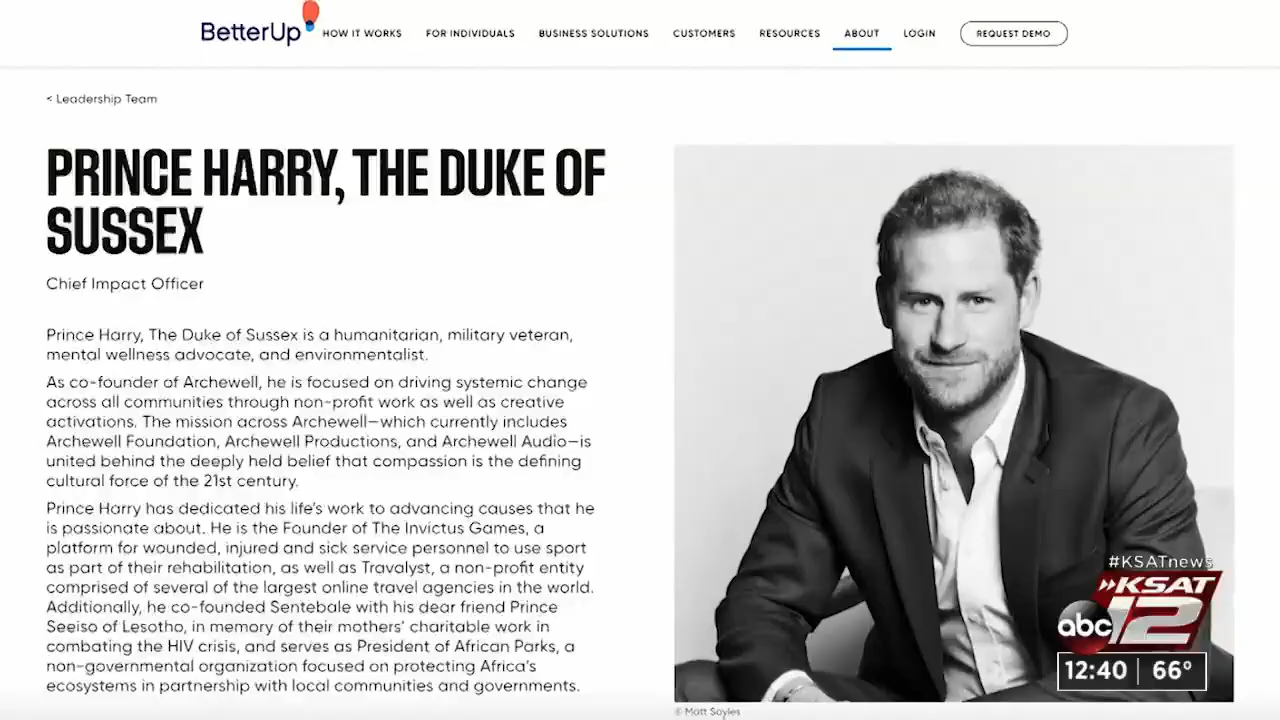 BetterUp
HOW IT WORKS
FOR INDIVIDUALS
BUSINESS SOLUTIONS
CUSTOMERS
RESOURCES
ABOUT
LOGIN
REQUEST DEMO
< Leadership Team
PRINCE HARRY, THE DUKE OF
SUSSEX
Chief Impact Officer
Prince Harry, The Duke of Sussex is a humanitarian, military veteran,
mental wellness advocate, and environmentalist.
As co-founder of Archewell, he is focused on driving systemic change
across all communities through non-profit work as well as creative
activations. The mission across Archewell—which currently includes
Archewell Foundation, Archewell Productions, and Archewell Audio—is
united behind the deeply held belief that compassion is the defining
cultural force of the 21st century.
Prince Harry has dedicated his life's work to advancing causes that he
is passionate about. He is the Founder of The Invictus Games, a
platform for wounded, injured and sick service personnel to use sport
as part of their rehabilitation, as well as Travalyst, a non-profit entity
comprised of several of the largest online travel agencies in the world.
Additionally, he co-founded Sentebale with his dear friend Prince
Seeiso of Lesotho, in memory of their mothers' charitable work in
combating the HIV crisis, and serves as President of African Parks, a
non-governmental organization focused on protecting Africa's
ecosystems in partnership with local communities and governments.
© Matt Sayles
#KSATnews
KSAT
abc 12
12:40 | 66°